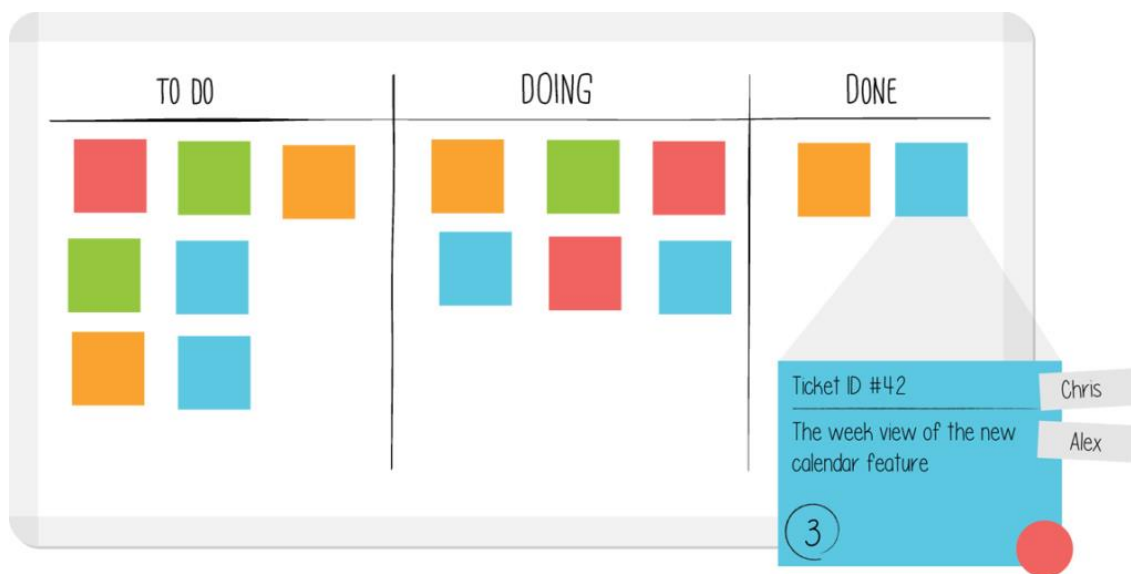 TO DO
DOING
DONE
Ticket ID #42
Chris
The week view of the new
calendar feature
Alex
3